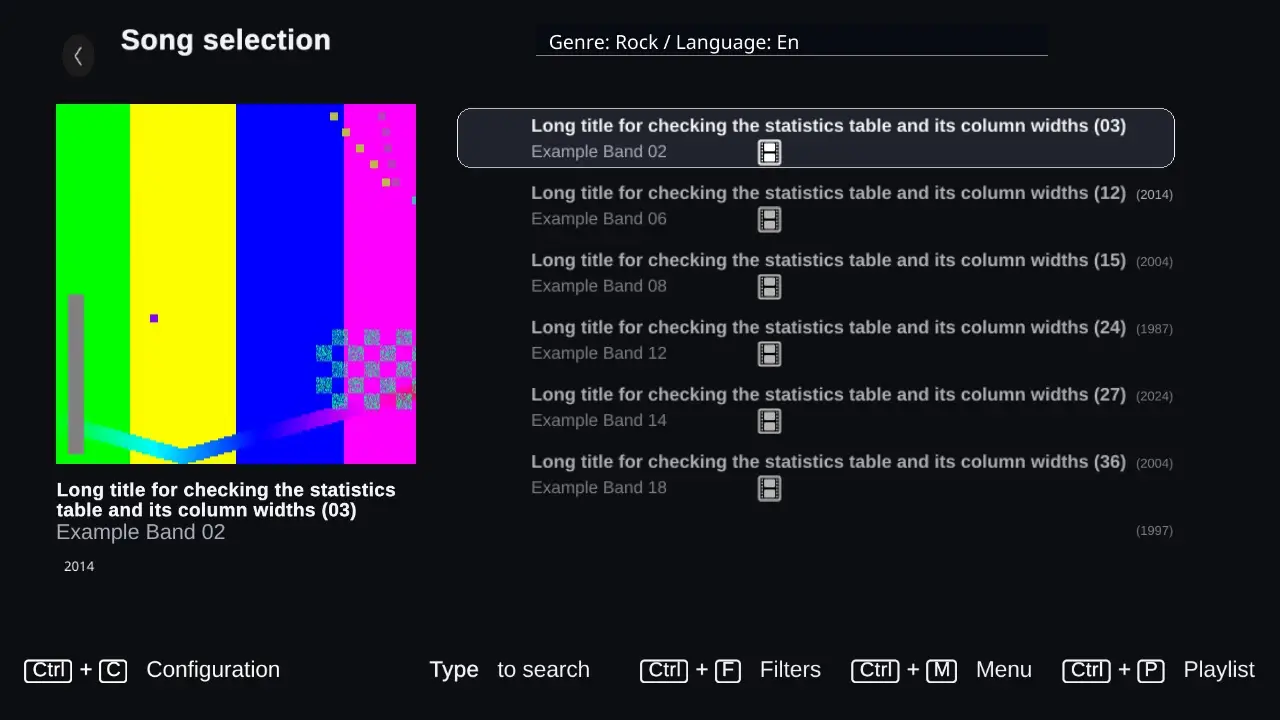 Song selection
Genre: Rock / Language: En
Long title for checking the statistics table and its column widths (03)
Example Band 02
Long title for checking the statistics table and its column widths (12) (2014)
Example Band 06
Long title for checking the statistics table and its column widths (15) (2004)
Example Band 08
Long title for checking the statistics table and its column widths (24) (1987)
Example Band 12
Long title for checking the statistics table and its column widths (27) (2024)
Example Band 14
Long title for checking the statistics table and its column widths (36) (2004)
Example Band 18
(1997)
Long title for checking the statistics
table and its column widths (03)
Example Band 02
2014
Ctrl + C Configuration Type to search Ctrl + F Filters Ctrl + M Menu Ctrl + P Playlist